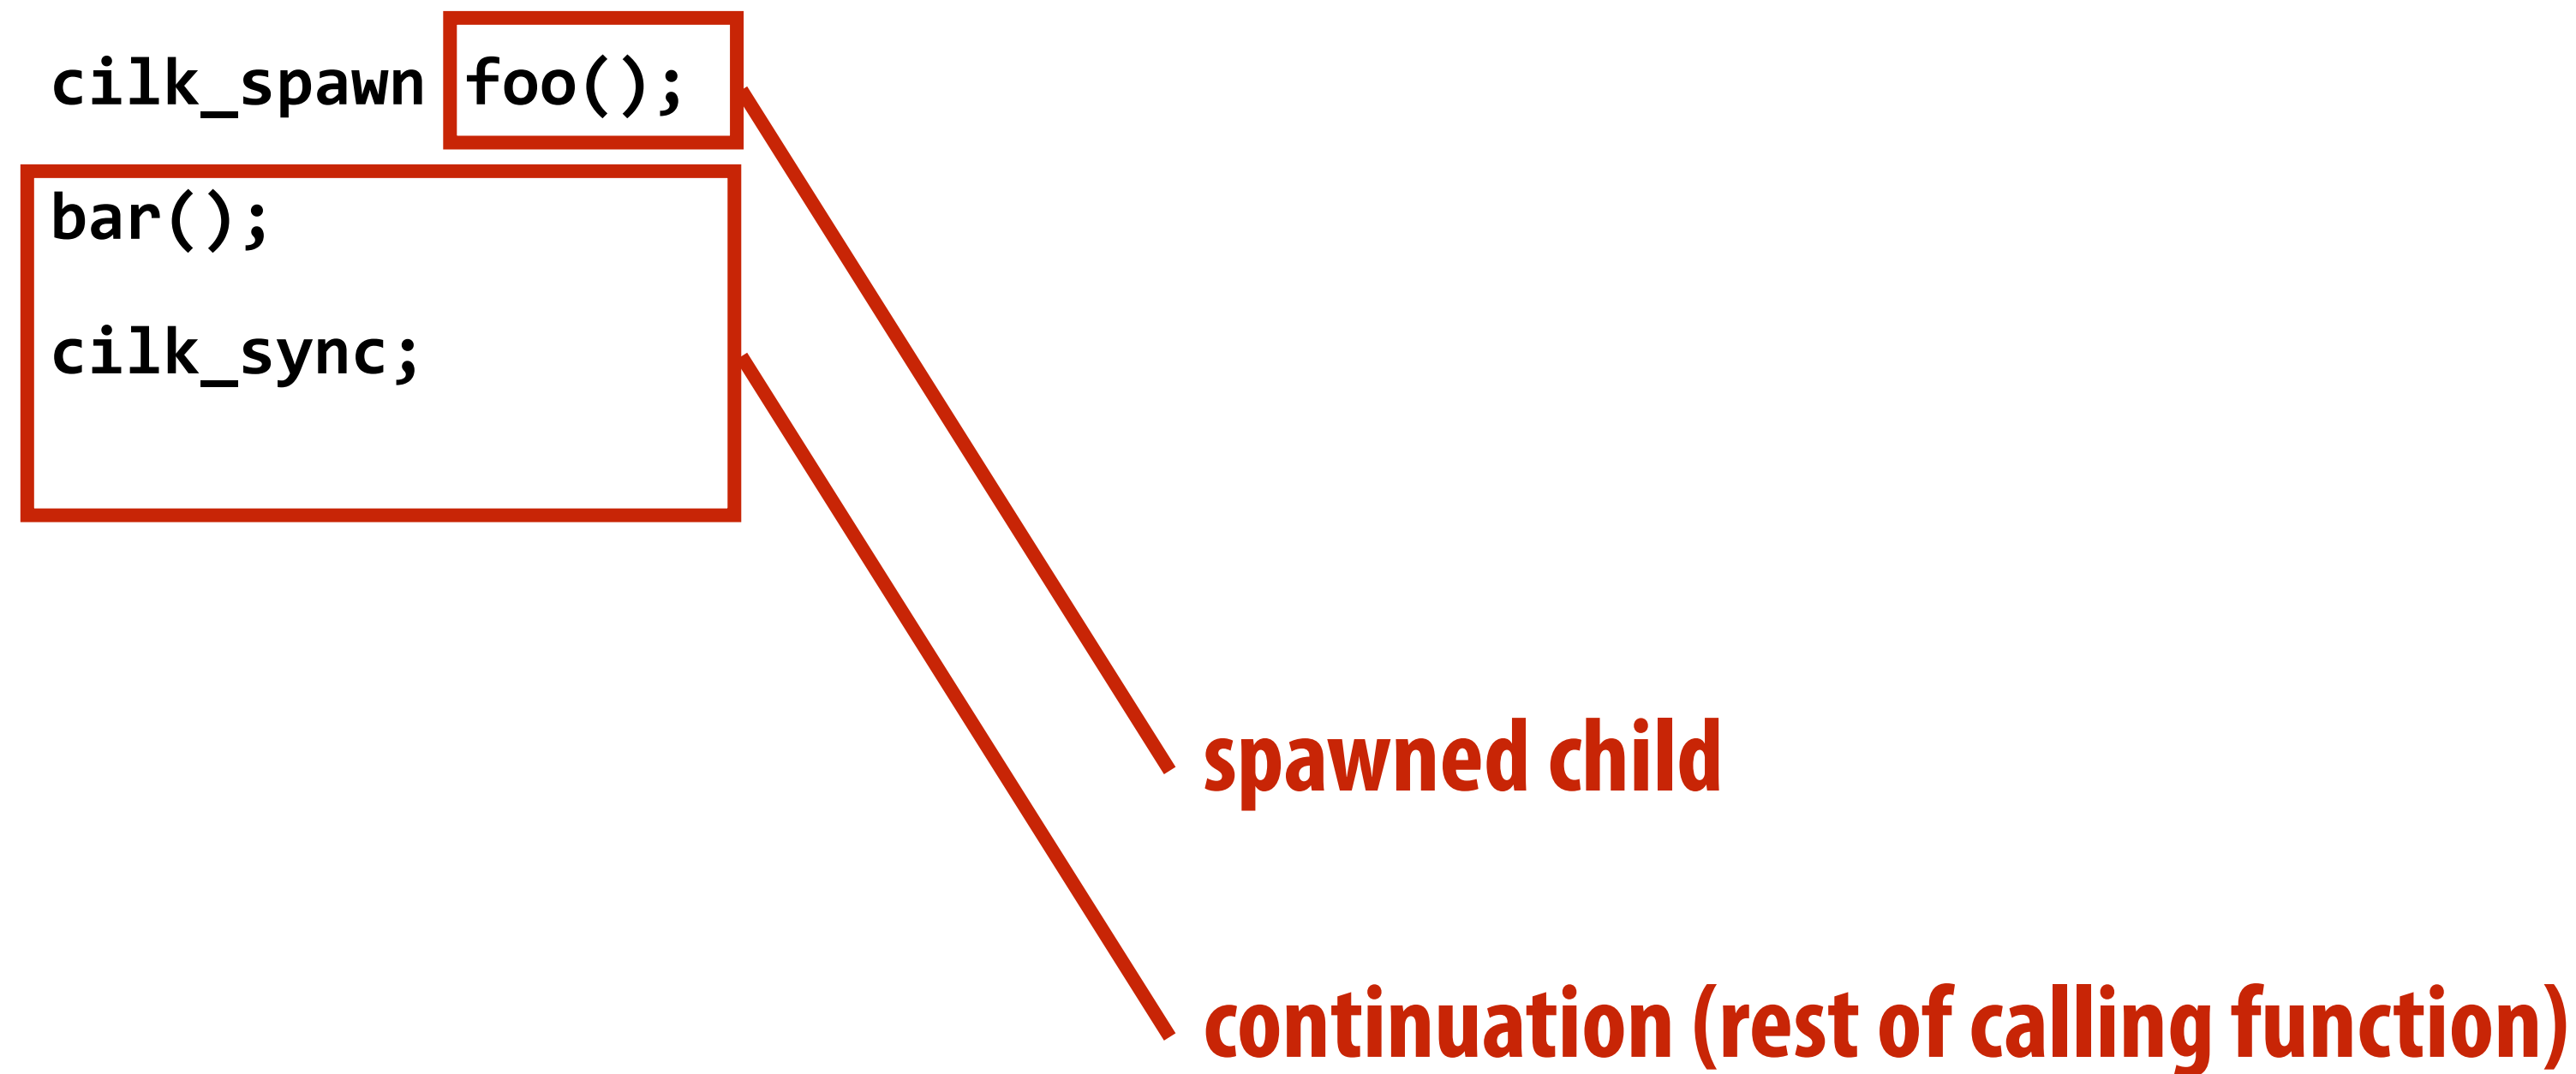 cilk_spawn foo();
bar();
cilk_sync;
spawned child
continuation (rest of calling function)